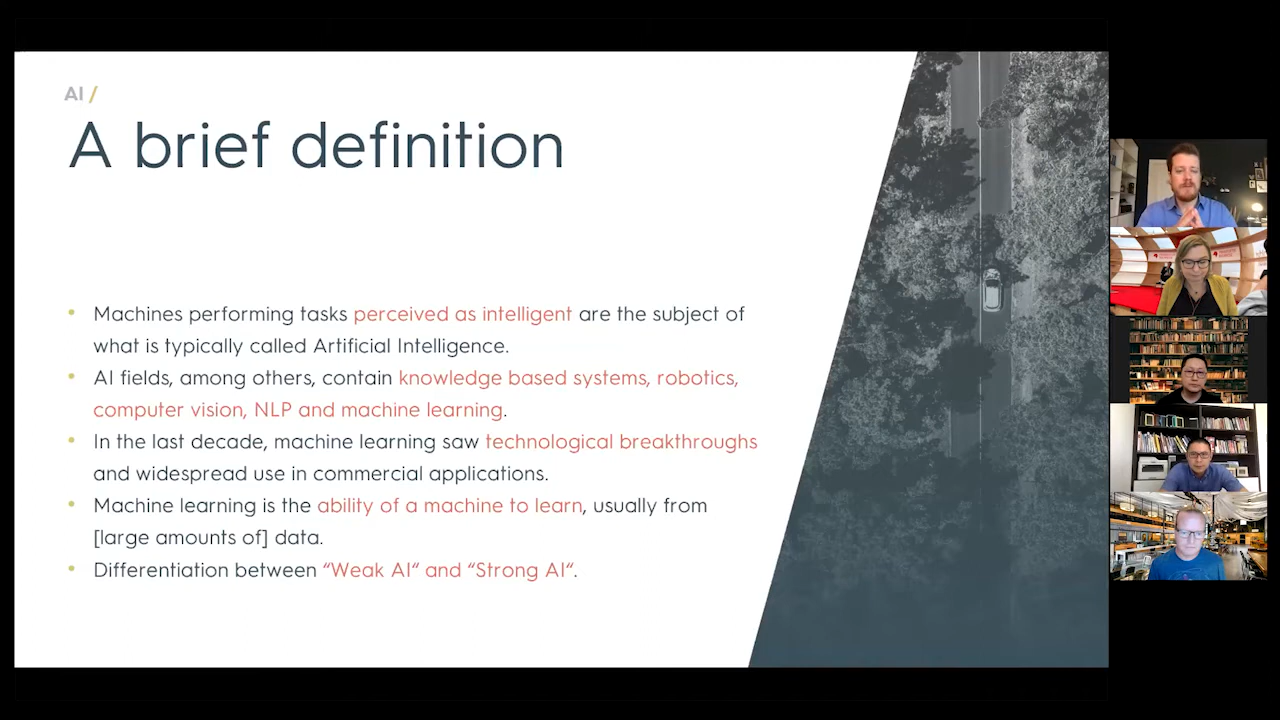 AI /
A brief definition
• Machines performing tasks perceived as intelligent are the subject of
what is typically called Artificial Intelligence.
• AI fields, among others, contain knowledge based systems, robotics,
computer vision, NLP and machine learning.
• In the last decade, machine learning saw technological breakthroughs
and widespread use in commercial applications.
• Machine learning is the ability of a machine to learn, usually from
[large amounts of] data.
• Differentiation between “Weak AI“ and “Strong AI“.